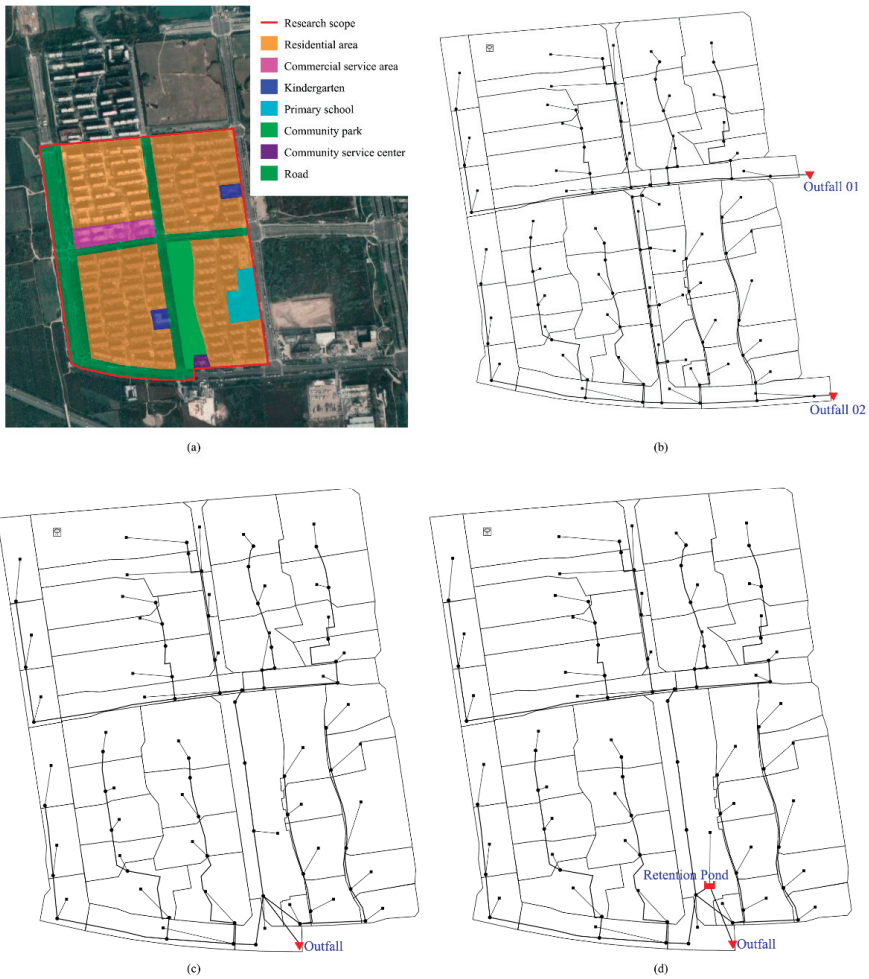 Research scope
Residential area
Commercial service area
Kindergarten
Primary school
Community park
Community service center
Road
Outfall 01
Outfall 02
(a)
(b)
Retention Pond
Outfall
Outfall
(c)
(d)